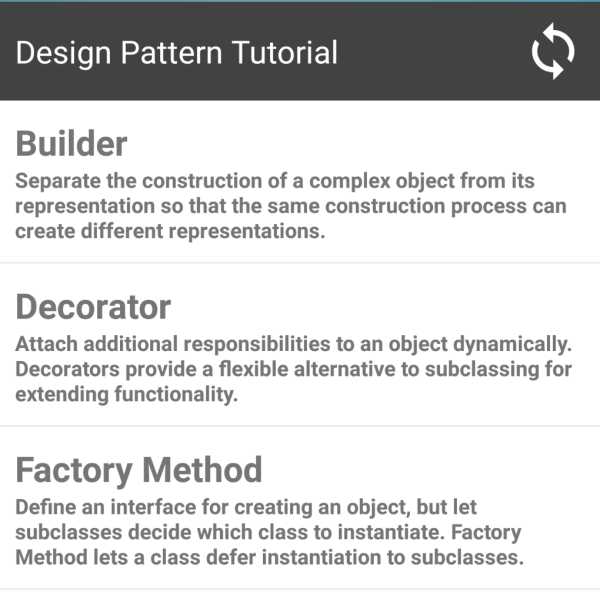 Design Pattern Tutorial
Builder
Separate the construction of a complex object from its
representation so that the same construction process can
create different representations.
Decorator
Attach additional responsibilities to an object dynamically.
Decorators provide a flexible alternative to subclassing for
extending functionality.
Factory Method
Define an interface for creating an object, but let
subclasses decide which class to instantiate. Factory
Method lets a class defer instantiation to subclasses.